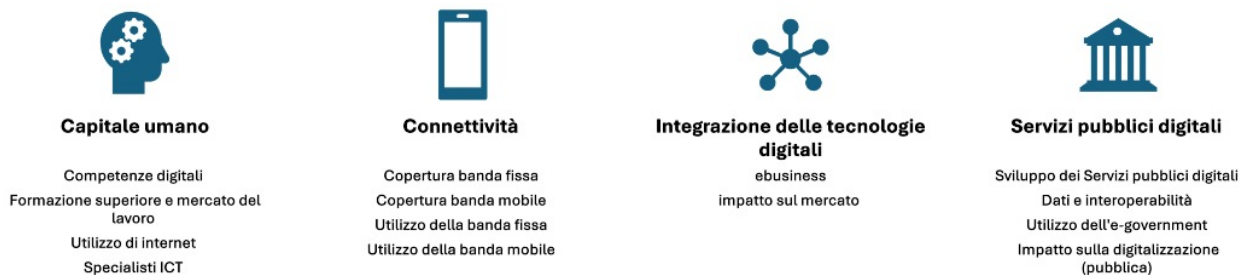 Capitale umano
Competenze digitali
Formazione superiore e mercato del
lavoro
Utilizzo di internet
Specialisti ICT
Connettività
Copertura banda fissa
Copertura banda mobile
Utilizzo della banda fissa
Utilizzo della banda mobile
Integrazione delle tecnologie
digitali
ebusiness
impatto sul mercato
Servizi pubblici digitali
Sviluppo dei Servizi pubblici digitali
Dati e interoperabilità
Utilizzo dell'e-government
Impatto sulla digitalizzazione
(pubblica)